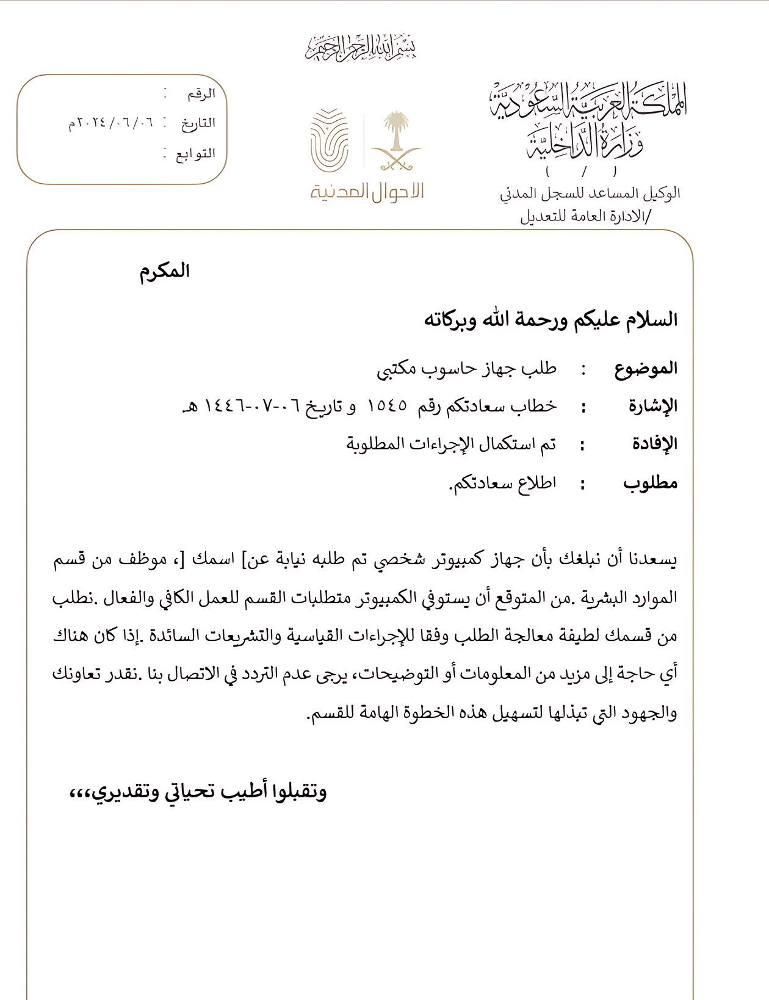 بسم الله الرحمن الرحيم
المملكة العربية السعودية
وزارة الداخلية
( / )
الوكيل المساعد للسجل المدني
/الادارة العامة للتعديل
الاحوال المدنية
الرقم :
التاريخ : ٢٠٢٤/٠٦/٠٦م
التوابع :
المكرم
السلام عليكم ورحمة الله وبركاته
الموضوع : طلب جهاز حاسوب مكتبي
الإشارة : خطاب سعادتكم رقم ١٥٤٥ و تاريخ ٠٦-٠٧-١٤٤٦ هـ.
الإفادة : تم استكمال الإجراءات المطلوبة
مطلوب : اطلاع سعادتكم.
يسعدنا أن نبلغك بأن جهاز كمبيوتر شخصي تم طلبه نيابة عن] اسمك [، موظف من قسم
الموارد البشرية .من المتوقع أن يستوفي الكمبيوتر متطلبات القسم للعمل الكافي والفعال .نطلب
من قسمك لطيفة معالجة الطلب وفقا للإجراءات القياسية والتشريعات السائدة .إذا كان هناك
أي حاجة إلى مزيد من المعلومات أو التوضيحات، يرجى عدم التردد في الاتصال بنا .نقدر تعاونك
والجهود التي تبذلها لتسهيل هذه الخطوة الهامة للقسم.
وتقبلوا أطيب تحياتي وتقديري،،،